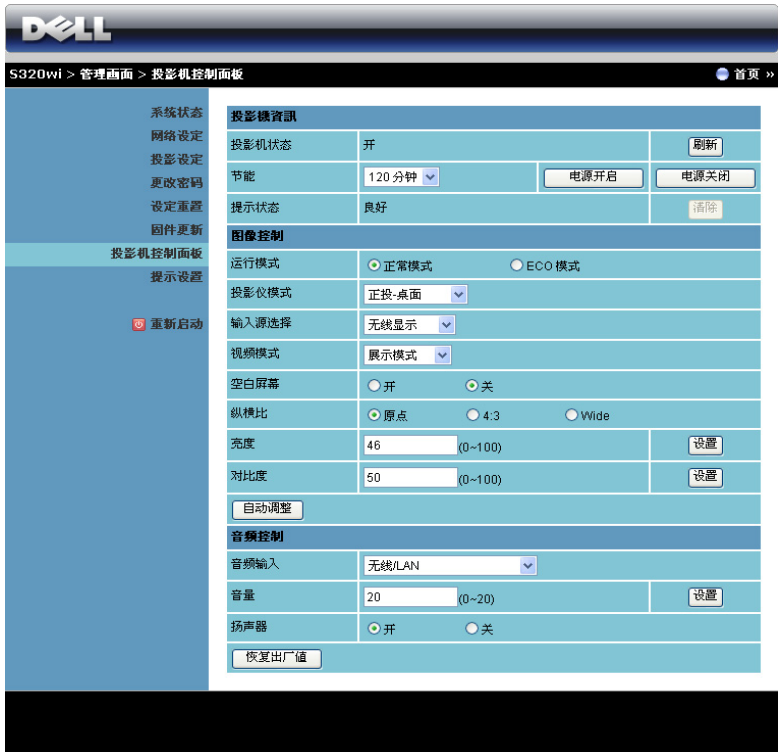 DELL
S320wi > 管理画面 > 投影机控制面板 首页 »
系统状态
网络设定
投影设定
更改密码
设定重置
固件更新
投影机控制面板
提示设置
重新启动
投影機資訊
投影机状态 开 刷新
节能 120 分钟 电源开启 电源关闭
提示状态 良好 清除
图像控制
运行模式 正常模式 ECO 模式
投影仪模式 正投-桌面
输入源选择 无线显示
视频模式 展示模式
空白屏幕 开 关
纵横比 原点 4:3 Wide
亮度 46 (0~100) 设置
对比度 50 (0~100) 设置
自动调整
音频控制
音频输入 无线/LAN
音量 20 (0~20) 设置
扬声器 开 关
恢复出厂值